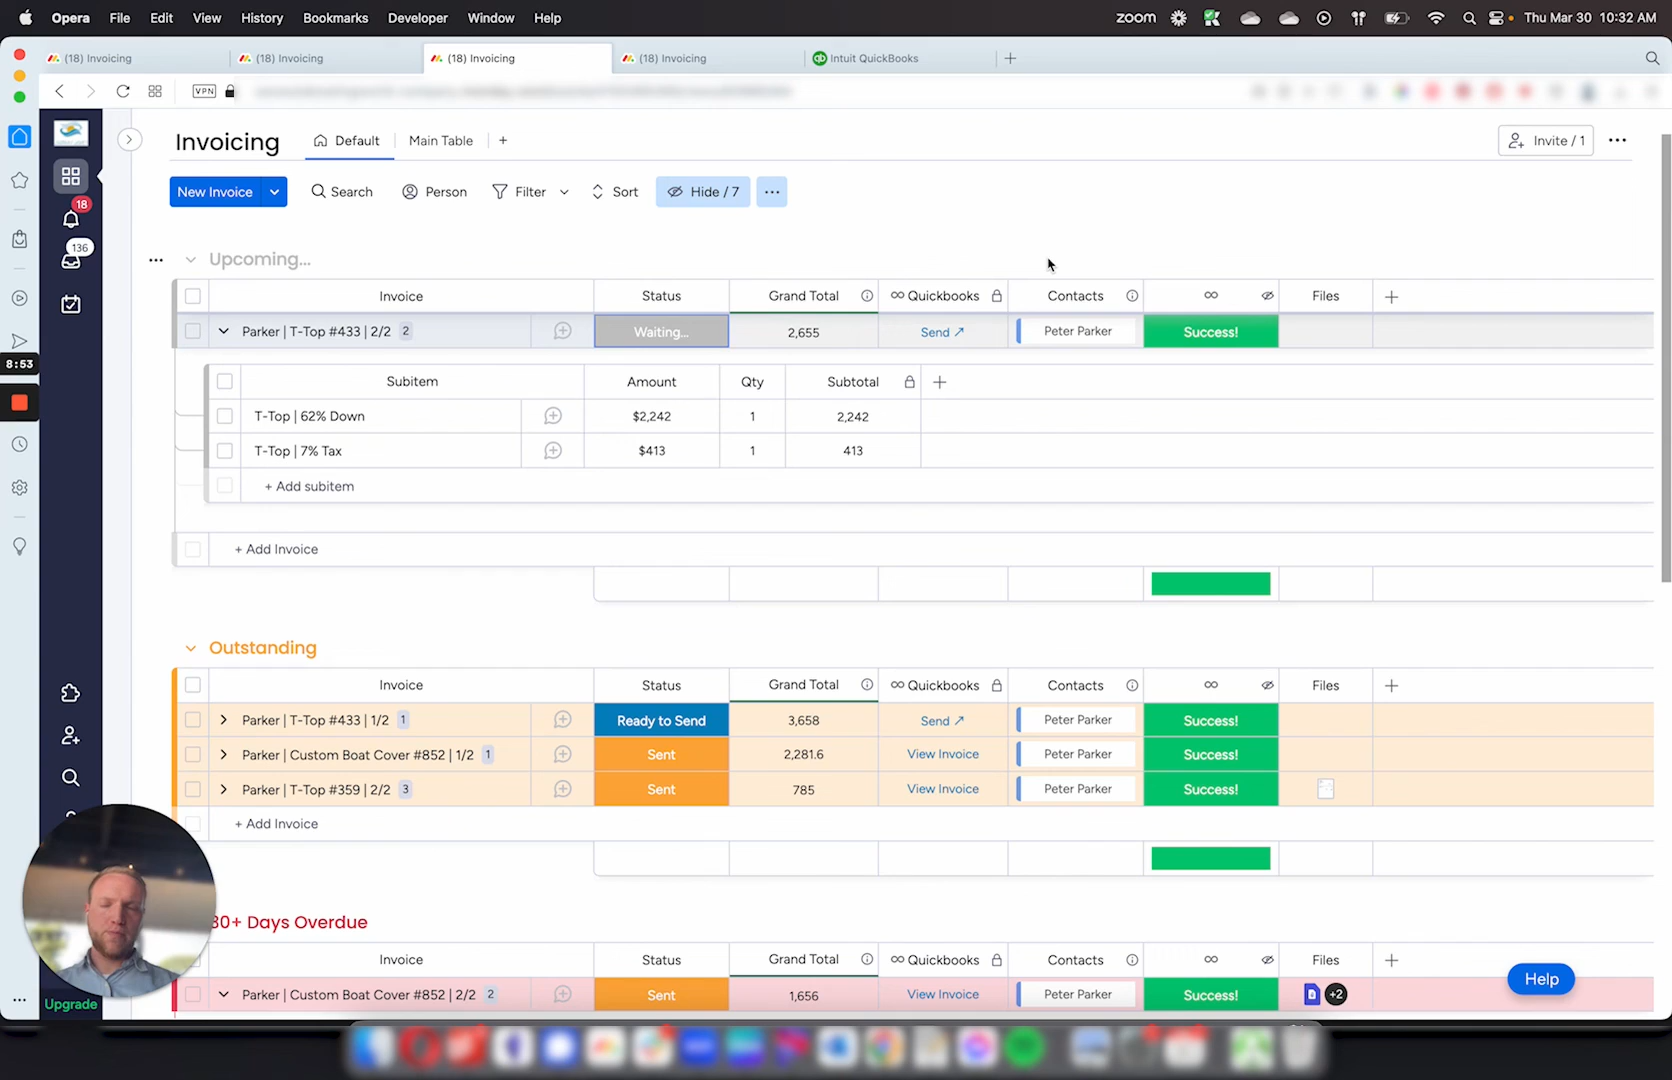 Opera File Edit View History Bookmarks Developer Window Help zoom Thu Mar 30 10:32 AM
(18) Invoicing (18) Invoicing (18) Invoicing (18) Invoicing Intuit QuickBooks
VPN
Invoicing Default Main Table + Invite / 1
New Invoice Search Person Filter Sort Hide / 7
18
136
Upcoming...
Invoice Status Grand Total Quickbooks Contacts Files
Parker | T-Top #433 | 2/2 2 Waiting... 2,655 Send ↗ Peter Parker Success!
8:53
Subitem Amount Qty Subtotal
T-Top | 62% Down $2,242 1 2,242
T-Top | 7% Tax $413 1 413
+ Add subitem
+ Add Invoice
Outstanding
Invoice Status Grand Total Quickbooks Contacts Files
Parker | T-Top #433 | 1/2 1 Ready to Send 3,658 Send ↗ Peter Parker Success!
Parker | Custom Boat Cover #852 | 1/2 1 Sent 2,281.6 View Invoice Peter Parker Success!
Parker | T-Top #359 | 2/2 3 Sent 785 View Invoice Peter Parker Success!
+ Add Invoice
30+ Days Overdue
Invoice Status Grand Total Quickbooks Contacts Files
Parker | Custom Boat Cover #852 | 2/2 2 Sent 1,656 View Invoice Peter Parker Success! +2
Help
Upgrade